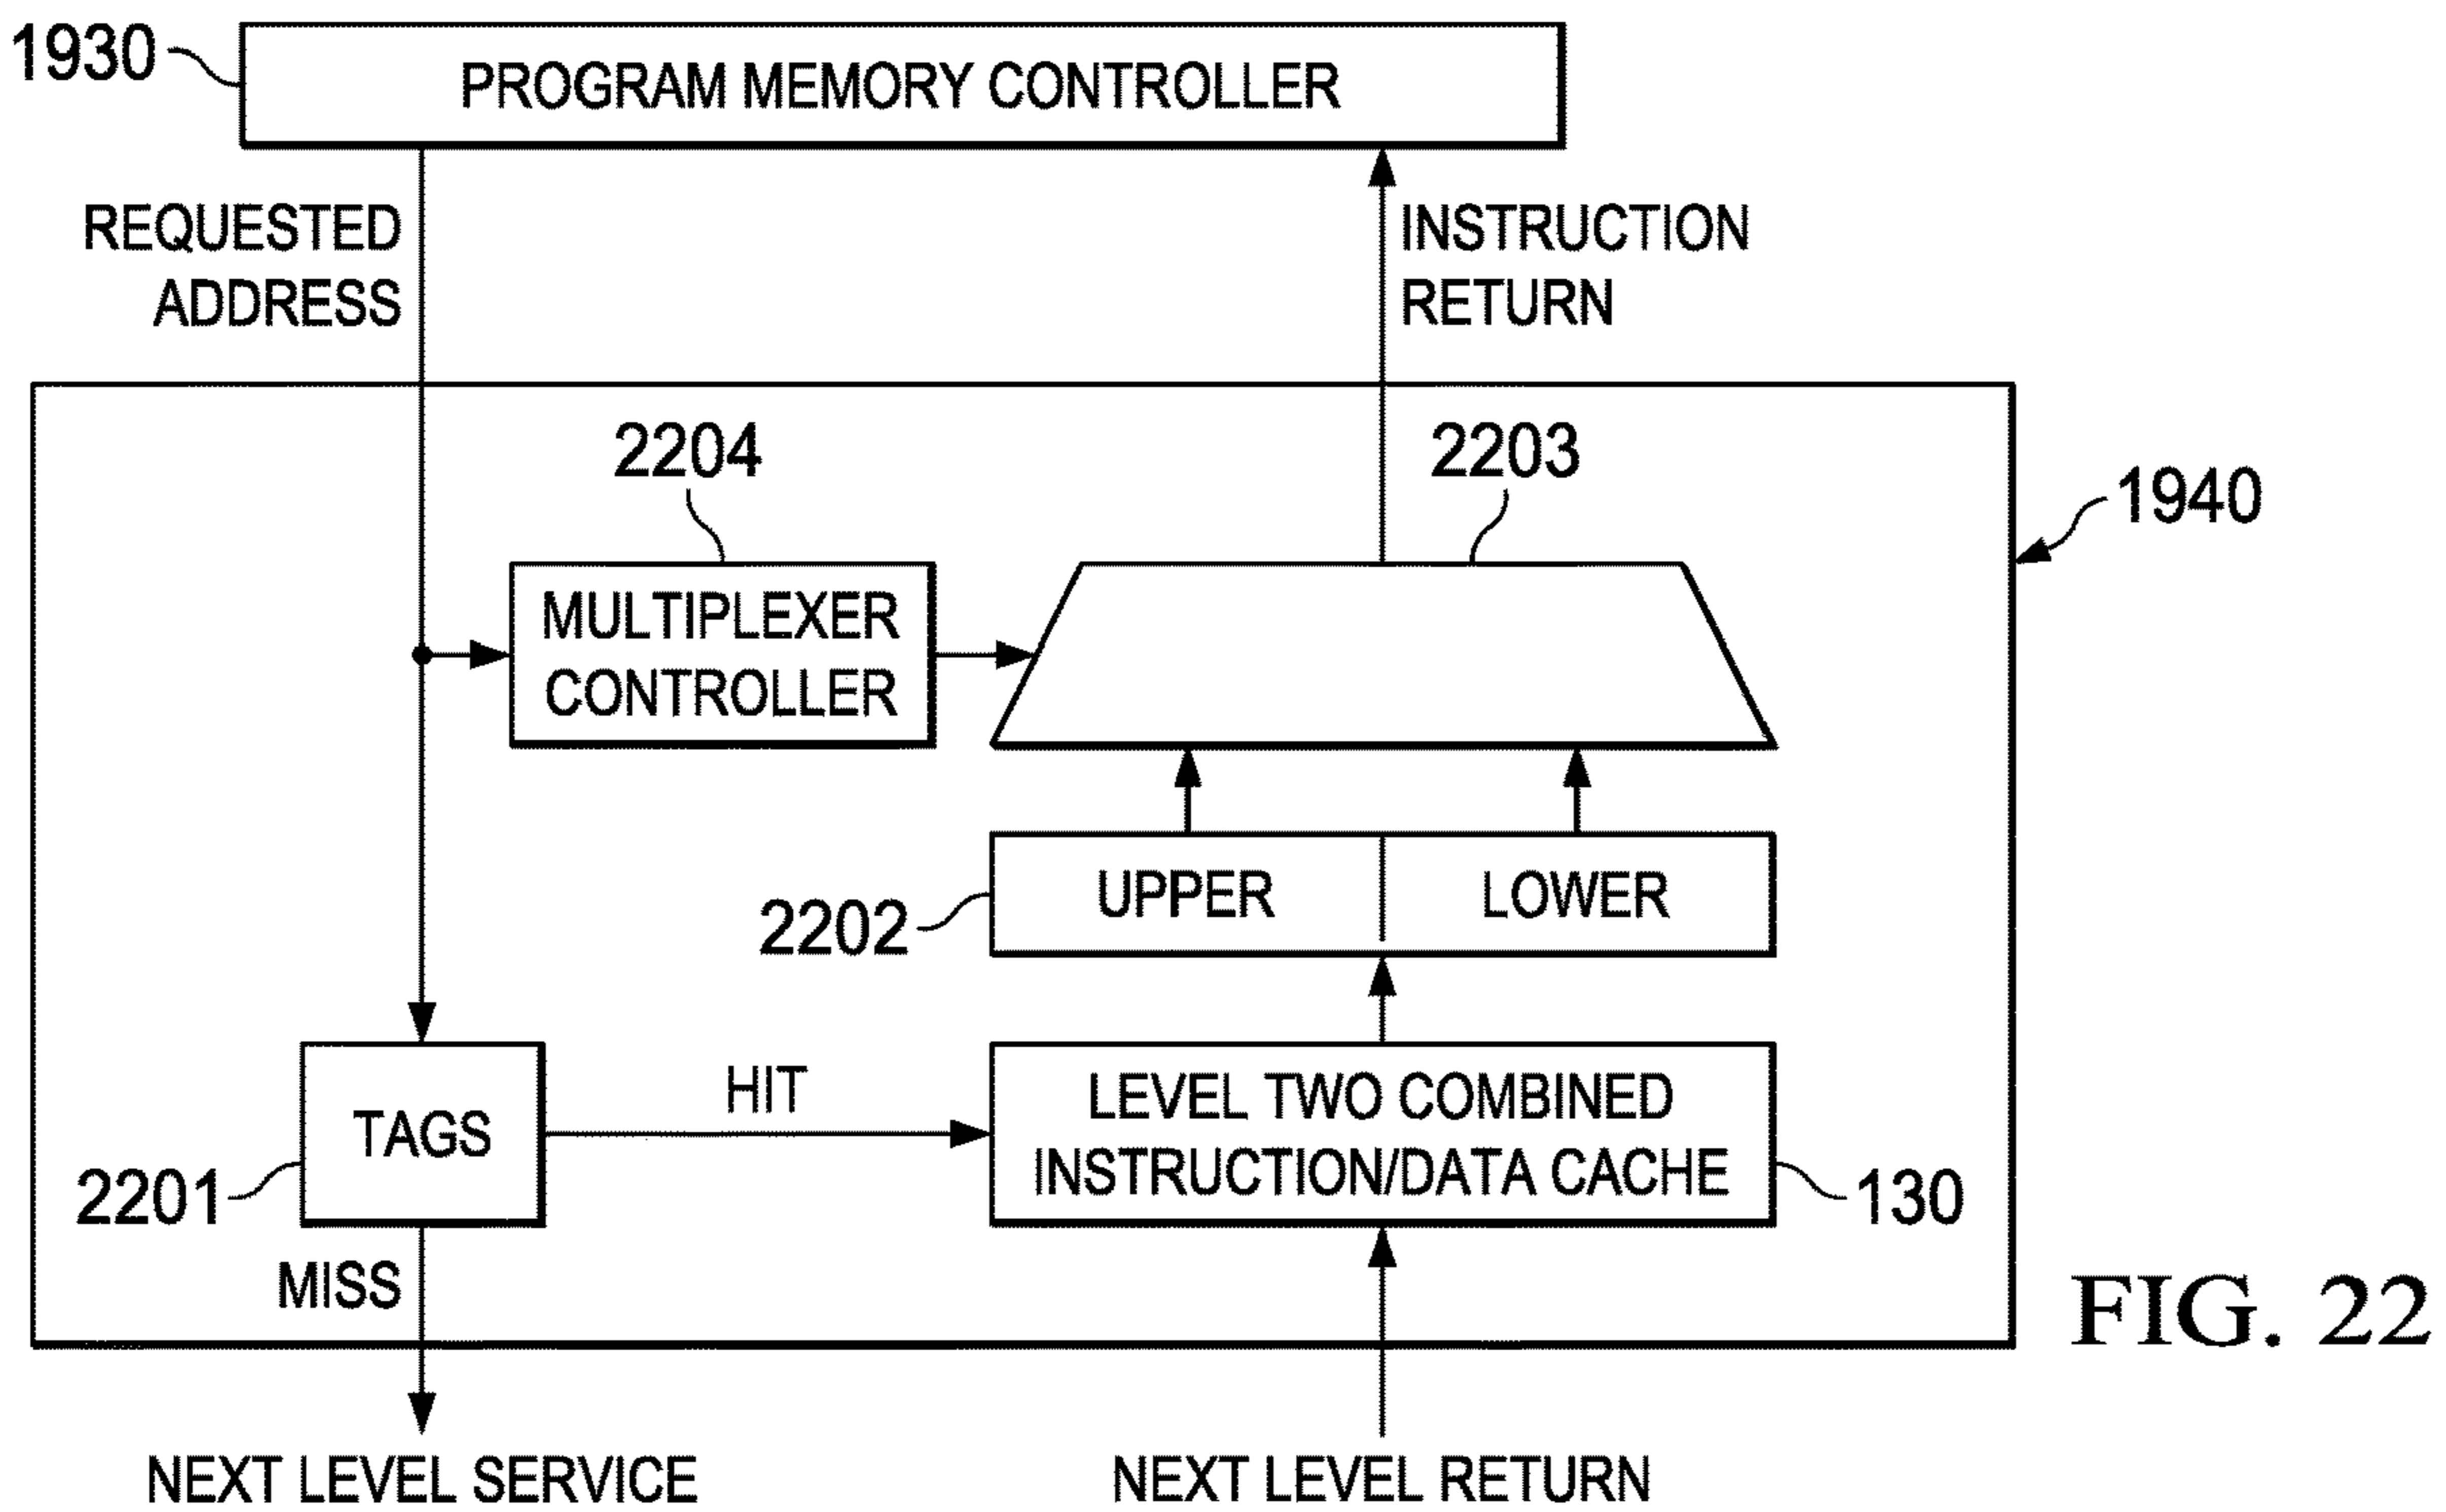 1930
PROGRAM MEMORY CONTROLLER
REQUESTED
ADDRESS
INSTRUCTION
RETURN
2204
2203
1940
MULTIPLEXER
CONTROLLER
2202
UPPER
LOWER
TAGS
HIT
LEVEL TWO COMBINED
INSTRUCTION/DATA CACHE
2201
130
MISS
FIG. 22
NEXT LEVEL SERVICE
NEXT LEVEL RETURN